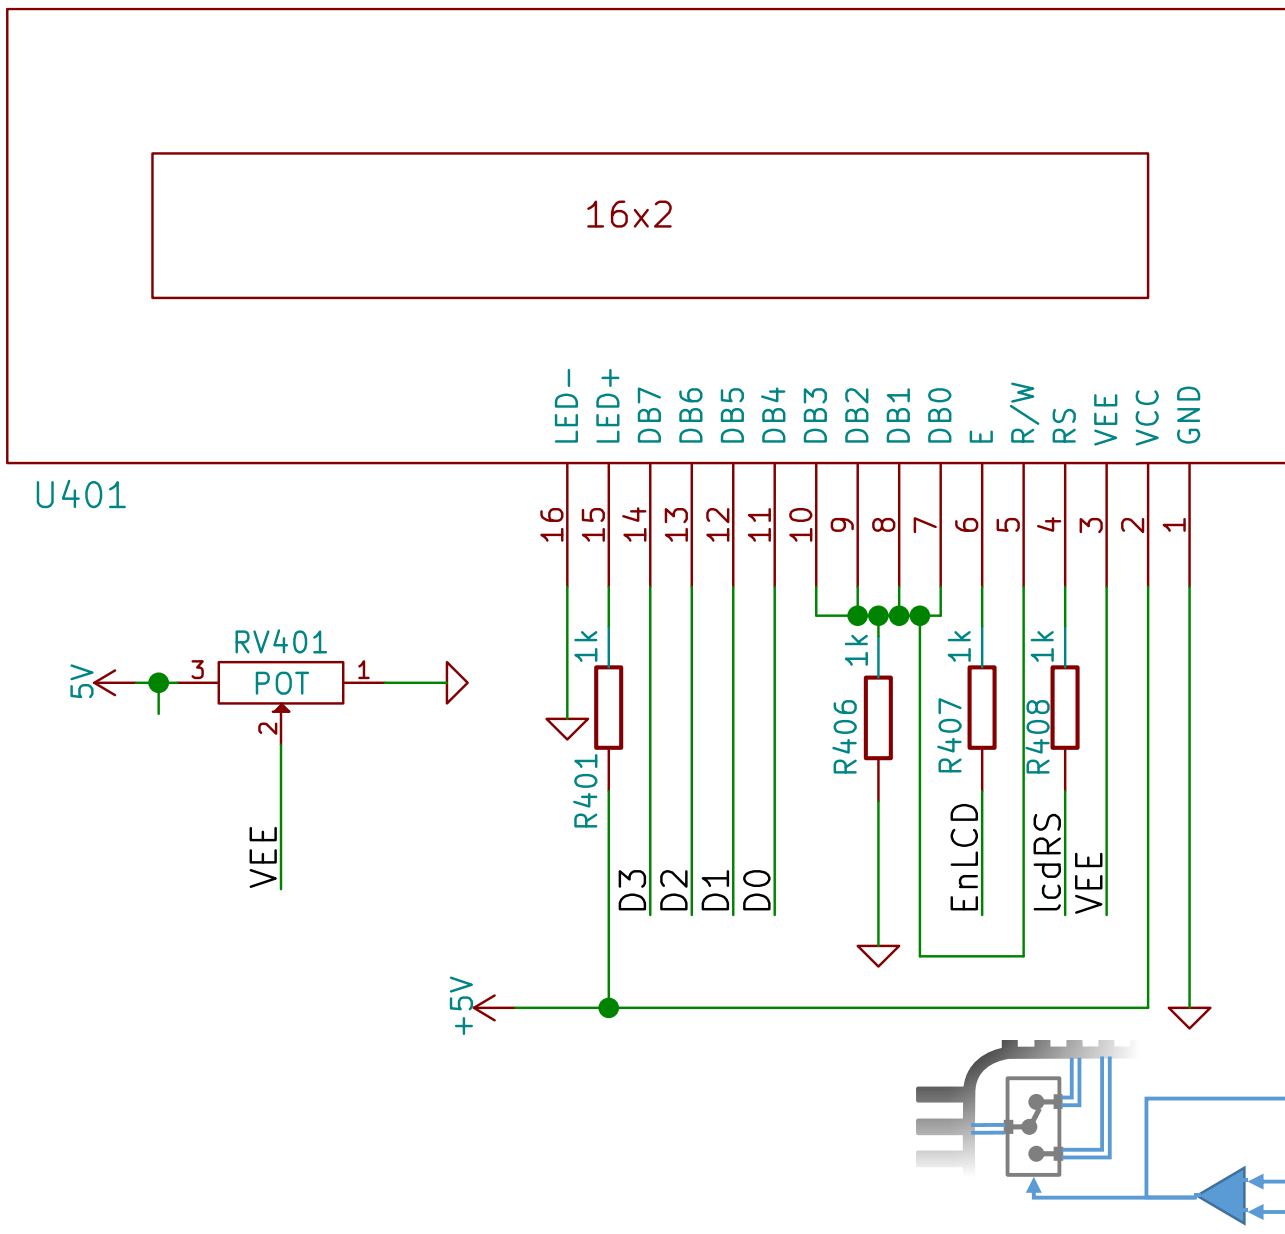 16x2
LED-
LED+
DB7
DB6
DB5
DB4
DB3
DB2
DB1
DB0
E
R/W
RS
VEE
VCC
GND
U401
16
15
14
13
12
11
10
9
8
7
6
5
4
3
2
1
RV401
5V
3
POT
1
2
VEE
1k
R401
1k
R406
1k
R407
1k
R408
D3
D2
D1
D0
EnLCD
lcdRS
VEE
+5V